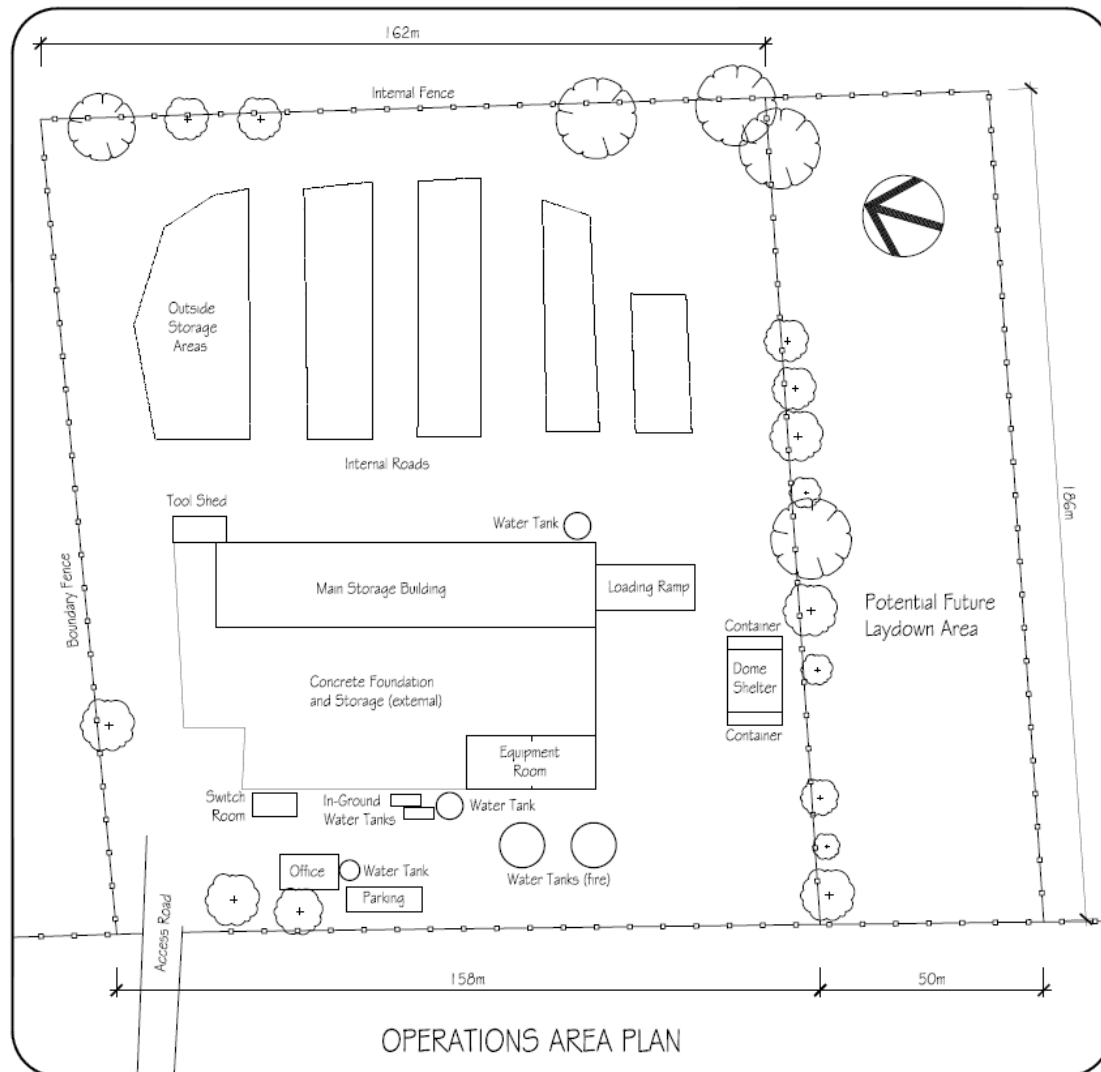 162m
Internal Fence
Outside
Storage
Areas
Internal Roads
Tool Shed
Water Tank
Boundary Fence
Main Storage Building
Loading Ramp
186m
Potential Future
Laydown Area
Container
Dome
Shelter
Container
Concrete Foundation
and Storage (external)
Equipment
Room
Switch
Room
In-Ground
Water Tanks
Water Tank
Office
Water Tank
Water Tanks (fire)
Parking
Access Road
158m
50m
OPERATIONS AREA PLAN